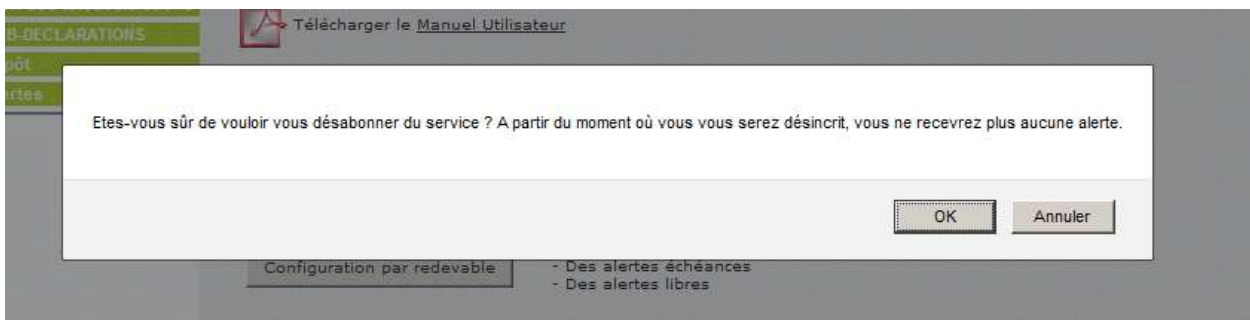 B-DECLARATIONS
Télécharger le Manuel Utilisateur
Etes-vous sûr de vouloir vous désabonner du service ? A partir du moment où vous vous serez désincrit, vous ne recevrez plus aucune alerte.
OK
Annuler
Configuration par redevable
- Des alertes échéances
- Des alertes libres